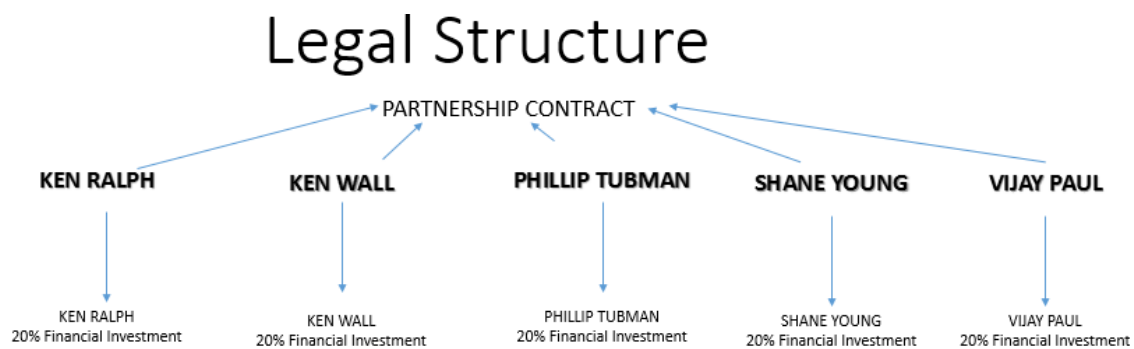 Legal Structure
PARTNERSHIP CONTRACT
KEN RALPH
KEN WALL
PHILLIP TUBMAN
SHANE YOUNG
VIJAY PAUL
KEN RALPH
20% Financial Investment
KEN WALL
20% Financial Investment
PHILLIP TUBMAN
20% Financial Investment
SHANE YOUNG
20% Financial Investment
VIJAY PAUL
20% Financial Investment